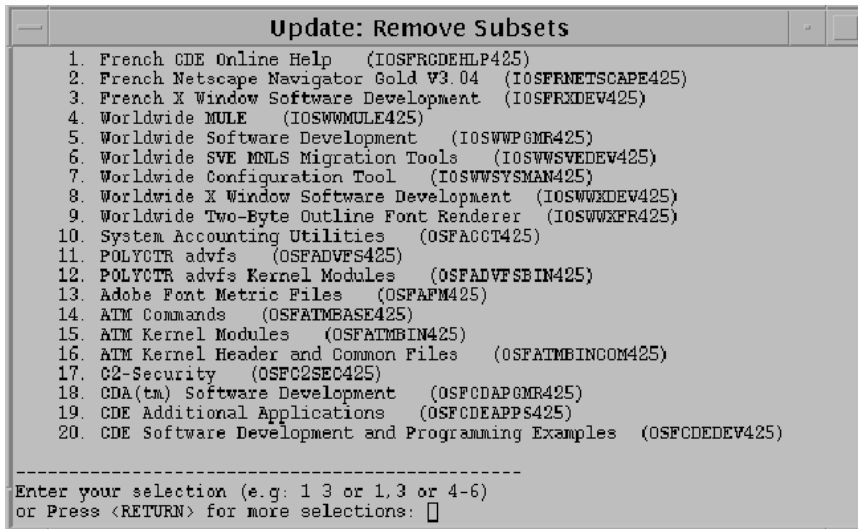 Update: Remove Subsets
1. French CDE Online Help (IOSFRCDEHLP425)
2. French Netscape Navigator Gold V3.04 (IOSFRNETSCAPE425)
3. French X Window Software Development (IOSFRXDEV425)
4. Worldwide MULE (IOSWWMULE425)
5. Worldwide Software Development (IOSWWPGMR425)
6. Worldwide SVE MNLS Migration Tools (IOSWWSVEDEV425)
7. Worldwide Configuration Tool (IOSWWSYSMAN425)
8. Worldwide X Window Software Development (IOSWWXDEV425)
9. Worldwide Two-Byte Outline Font Renderer (IOSWWXFR425)
10. System Accounting Utilities (OSFACCT425)
11. POLYCTR advfs (OSFADVFS425)
12. POLYCTR advfs Kernel Modules (OSFADVFSBIN425)
13. Adobe Font Metric Files (OSFAFM425)
14. ATM Commands (OSFATMBASE425)
15. ATM Kernel Modules (OSFATMBIN425)
16. ATM Kernel Header and Common Files (OSFATMBINCOM425)
17. C2-Security (OSFC2SEC425)
18. CDA(tm) Software Development (OSFCDAPGMR425)
19. CDE Additional Applications (OSFCDEAPPS425)
20. CDE Software Development and Programming Examples (OSFCDEDEV425)
--------------------------------------------------
Enter your selection (e.g: 1 3 or 1,3 or 4-6)
or Press <RETURN> for more selections: